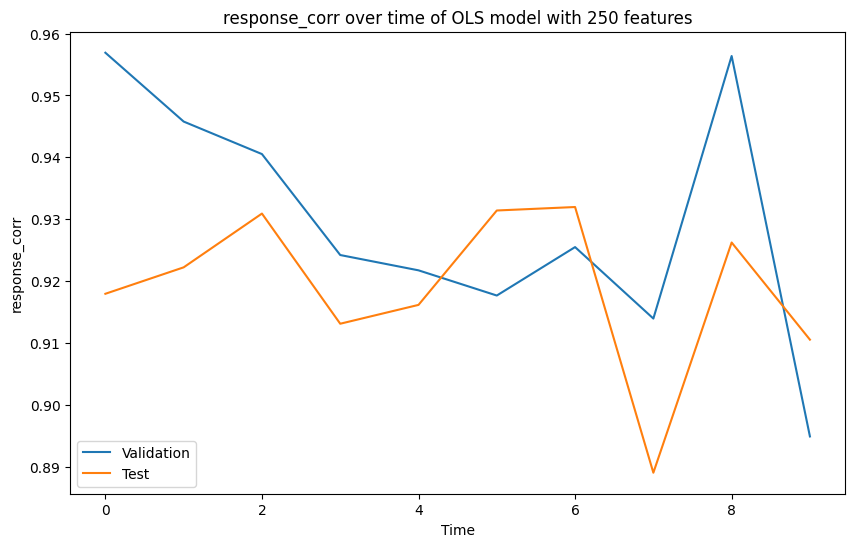 response_corr over time of OLS model with 250 features
0.96
0.95
0.94
0.93
0.92
0.91
0.90
0.89
response_corr
Validation
Test
0 2 4 6 8
Time